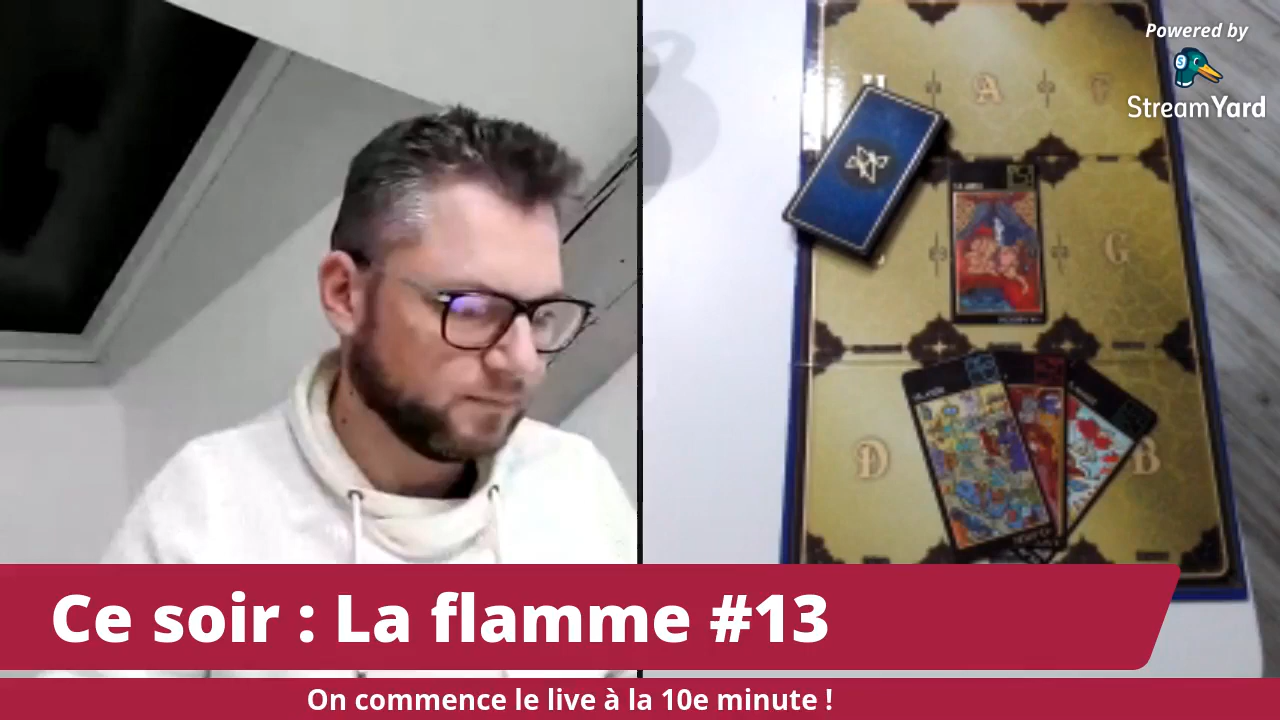 Powered by
StreamYard
A
G
D
B
Ce soir : La flamme #13
On commence le live à la 10e minute !